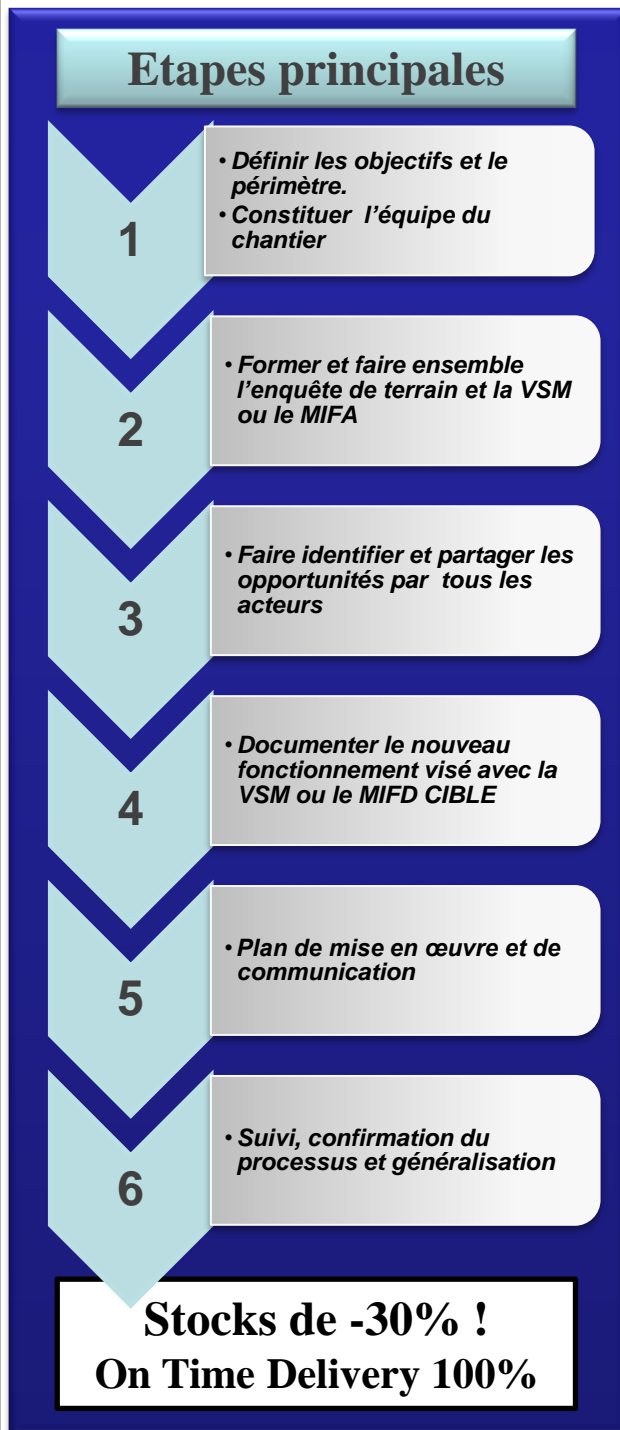 Etapes principales
1
• Définir les objectifs et le
périmètre.
• Constituer l’équipe du
chantier
2
• Former et faire ensemble
l’enquête de terrain et la VSM
ou le MIFA
3
• Faire identifier et partager les
opportunités par tous les
acteurs
4
• Documenter le nouveau
fonctionnement visé avec la
VSM ou le MIFD CIBLE
5
• Plan de mise en œuvre et de
communication
6
• Suivi, confirmation du
processus et généralisation
Stocks de -30% !
On Time Delivery 100%